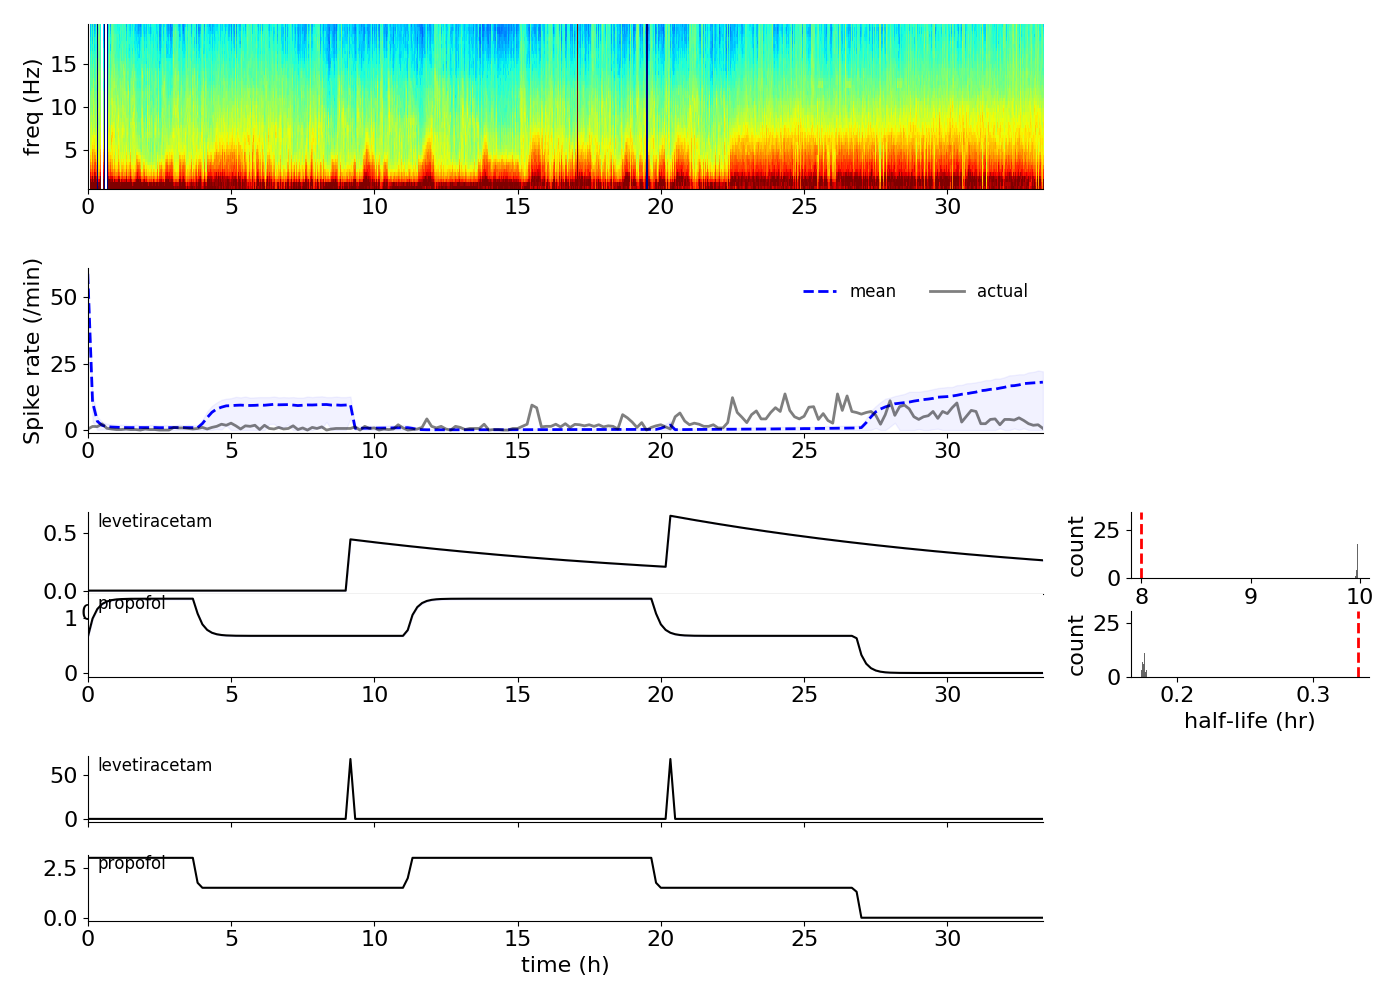 freq (Hz)
15
10
5
0 5 10 15 20 25 30
Spike rate (/min)
50
25
0
mean actual
0 5 10 15 20 25 30
levetiracetam
0.5
0.0
propofol
1
0
0 5 10 15 20 25 30
count
25
0
8 9 10
count
25
0
0.2 0.3
half-life (hr)
levetiracetam
50
0
propofol
2.5
0.0
0 5 10 15 20 25 30
time (h)